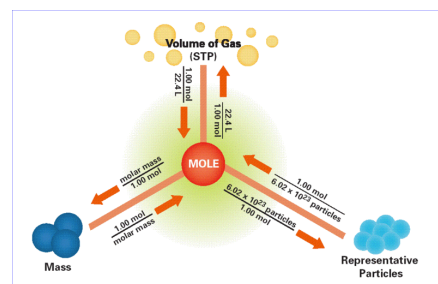 Volume of Gas
(STP)
1.00 mol
22.4 L
22.4 L
1.00 mol
MOLE
molar mass
1.00 mol
1.00 mol
molar mass
1.00 mol
6.02 x 10²³ particles
6.02 x 10²³ particles
1.00 mol
Mass
Representative
Particles